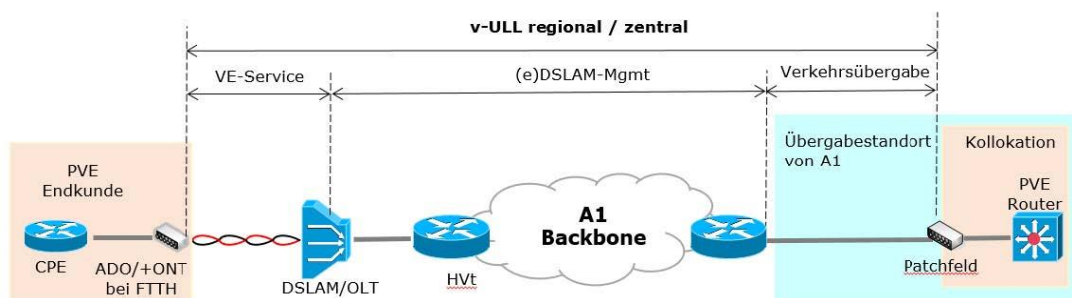 v-ULL regional / zentral
VE-Service
(e)DSLAM-Mgmt
Verkehrsübergabe
Übergabestandort
von A1
Kollokation
PVE
Endkunde
PVE
Router
A1
Backbone
CPE
ADO/+ONT
bei FTTH
DSLAM/OLT
HVt
Patchfeld